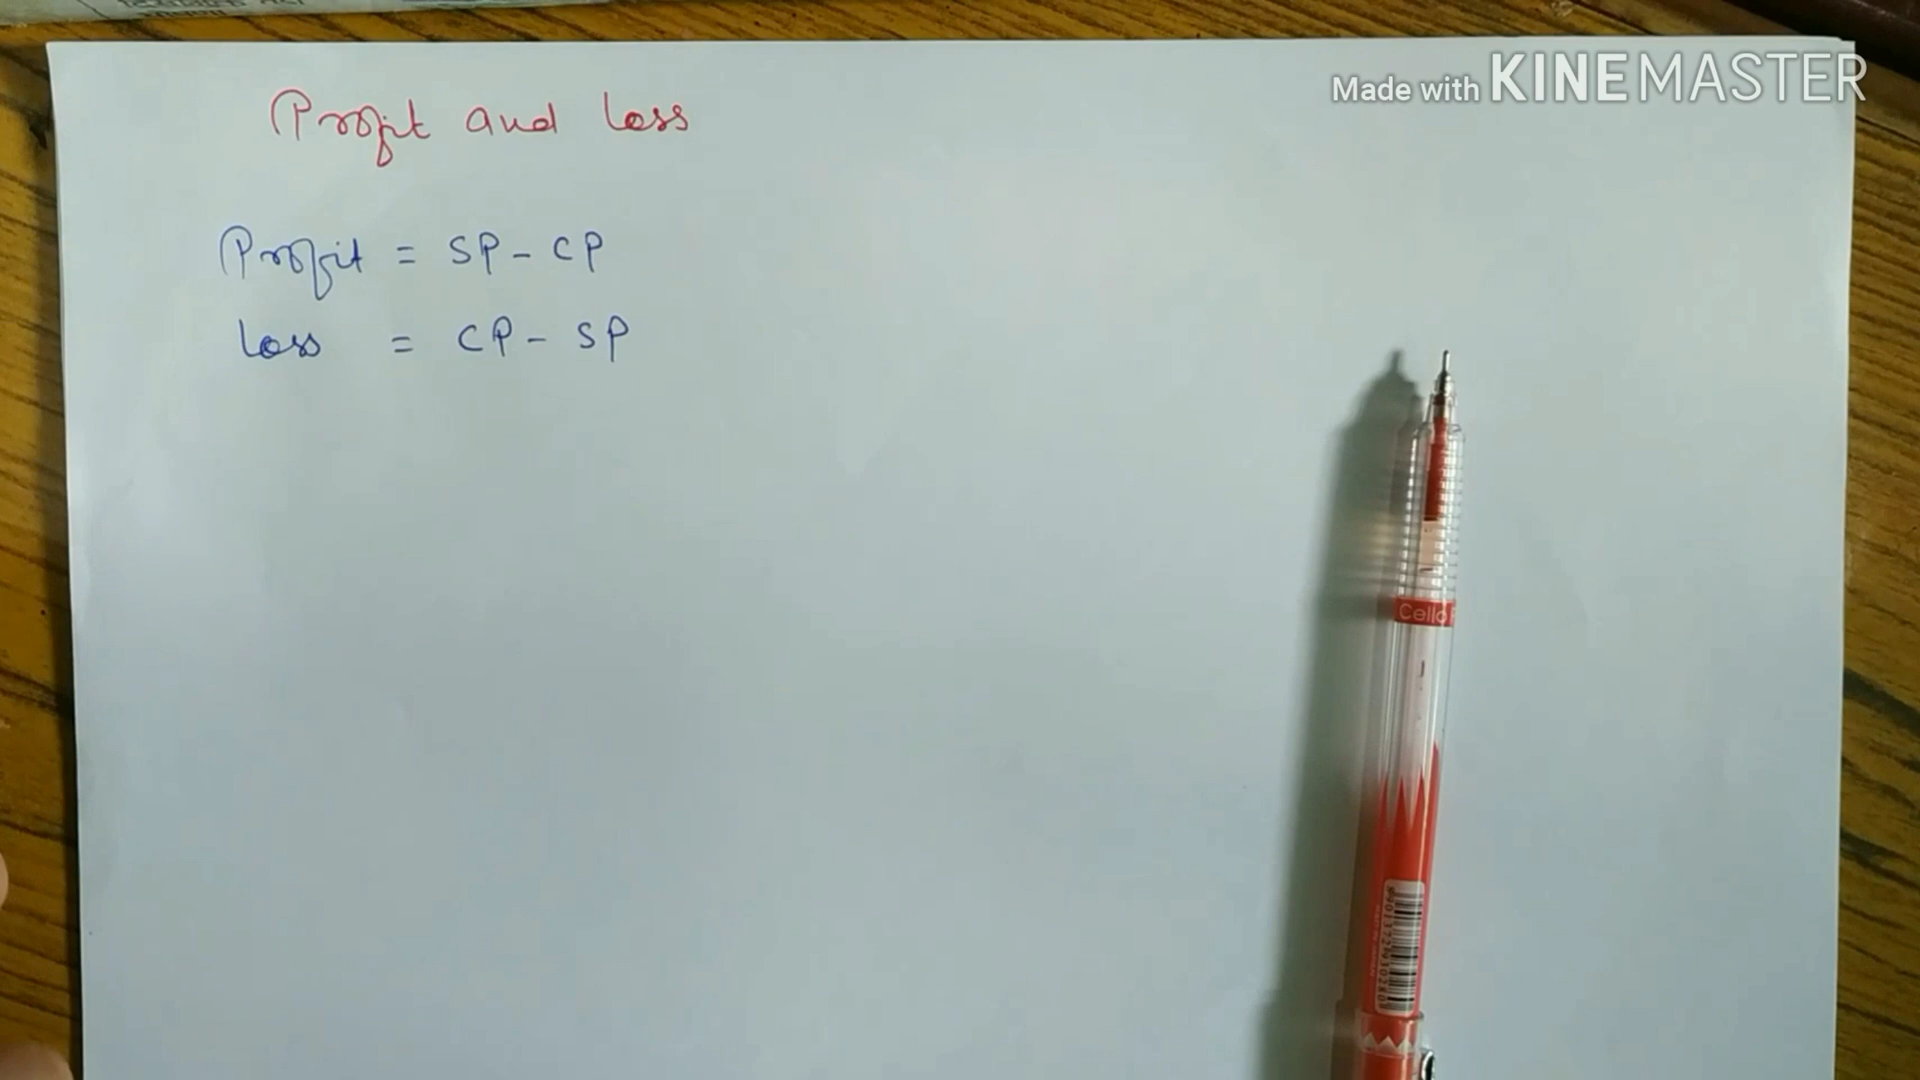 Made with KINEMASTER
Profit and loss
Profit = SP - CP
loss = CP - SP
Cello